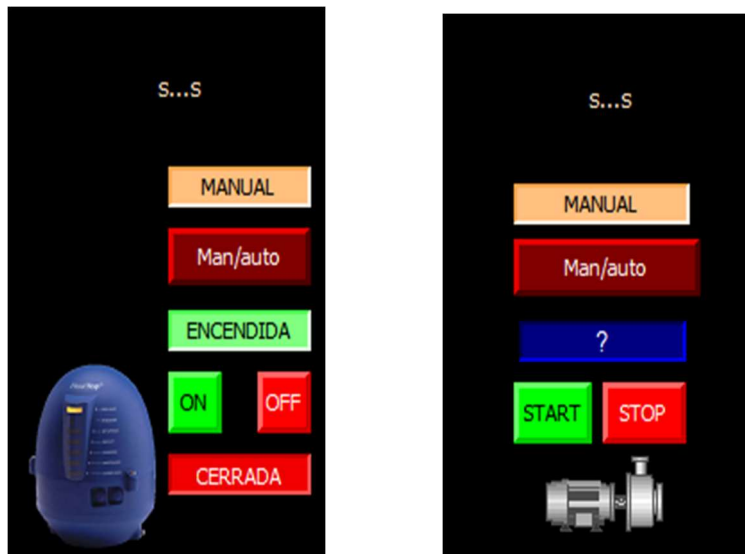 s...s
MANUAL
Man/auto
ENCENDIDA
ON OFF
CERRADA
s...s
MANUAL
Man/auto
?
START STOP